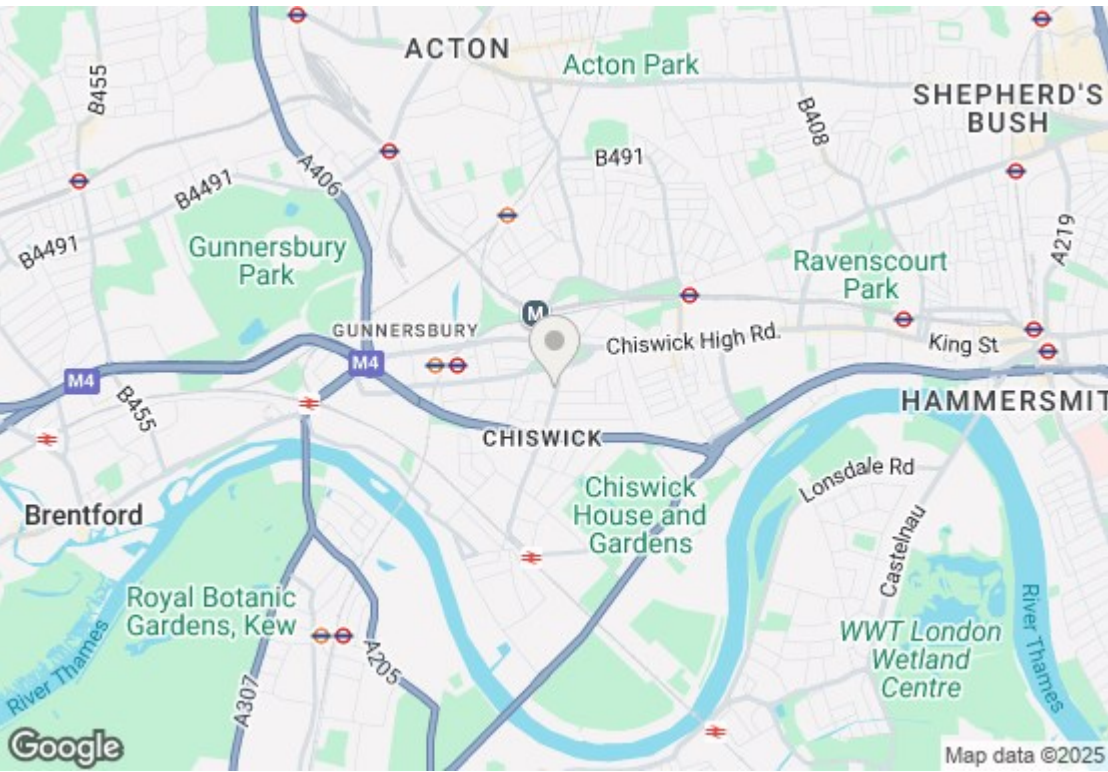 ACTON
Acton Park
B455
SHEPHERD'S
BUSH
B408
B491
A406
B4491
B4491
A219
Gunnersbury
Park
Ravenscourt
Park
M
GUNNERSBURY
Chiswick High Rd.
King St
M4
M4
B455
HAMMERSMIT
CHISWICK
Lonsdale Rd
Chiswick
House and
Gardens
Brentford
Castelnau
Royal Botanic
Gardens, Kew
River Thames
WWT London
Wetland
Centre
River Thames
A205
A307
Google
Map data ©2025